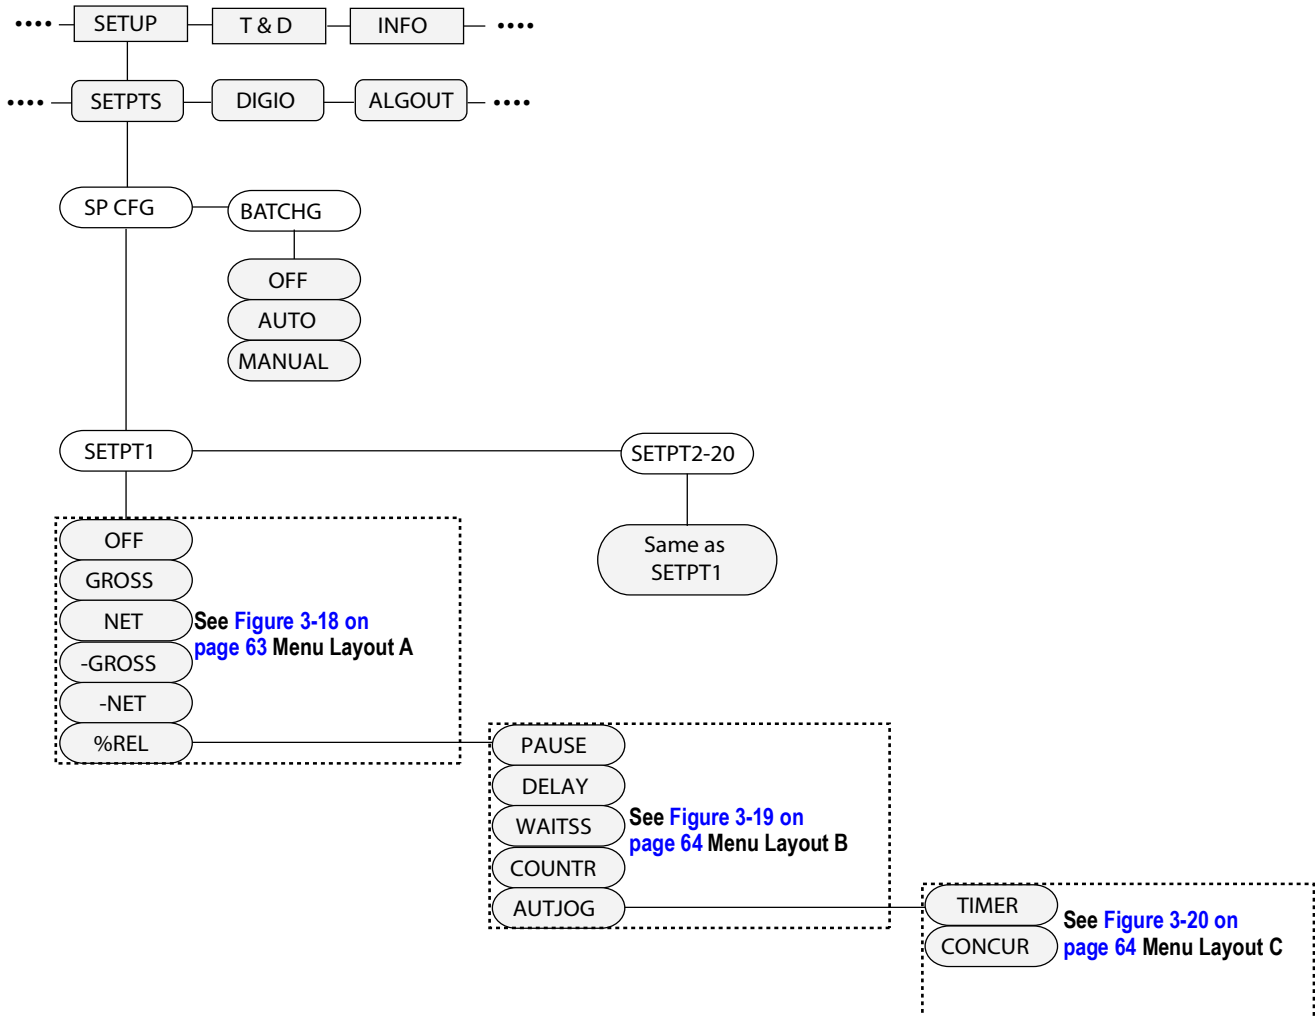 •••• SETUP T & D INFO ••••
•••• SETPTS DIGIO ALGOUT ••••
SP CFG BATCHG
OFF
AUTO
MANUAL
SETPT1 SETPT2-20
Same as
SETPT1
OFF
GROSS
NET
-GROSS
-NET
%REL
See Figure 3-18 on
page 63 Menu Layout A
PAUSE
DELAY
WAITSS
COUNTR
AUTJOG
See Figure 3-19 on
page 64 Menu Layout B
TIMER
CONCUR
See Figure 3-20 on
page 64 Menu Layout C